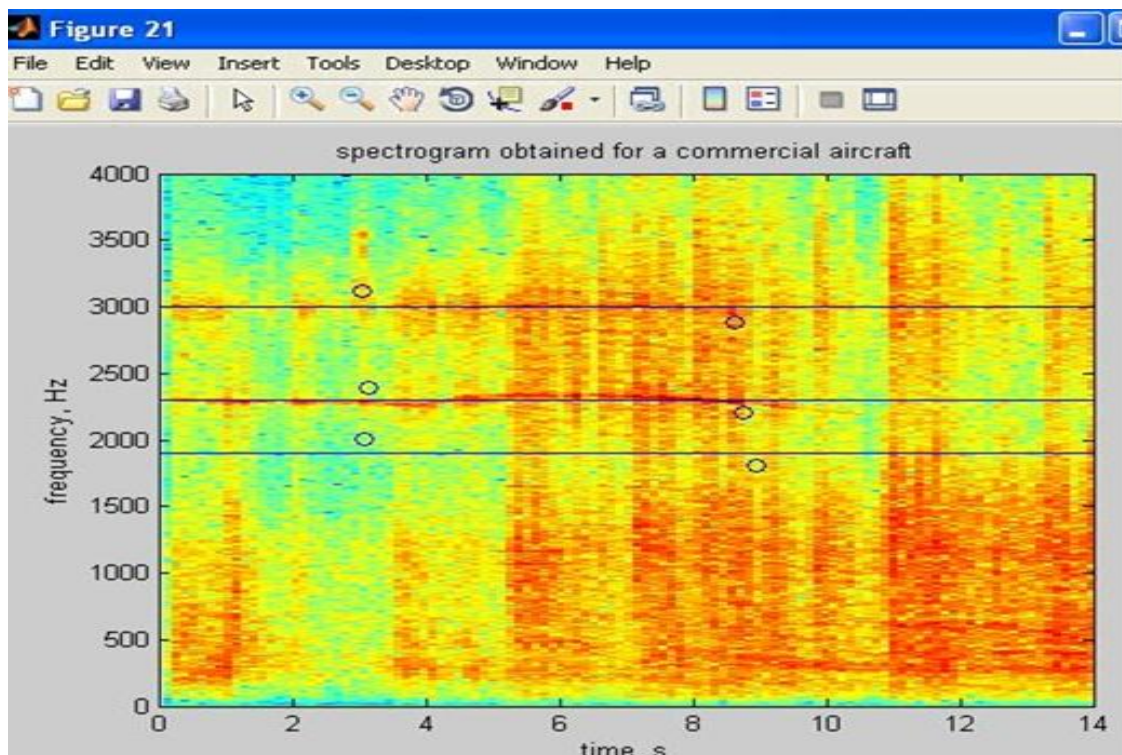 Figure 21
File Edit View Insert Tools Desktop Window Help
spectrogram obtained for a commercial aircraft
4000
3500
3000
2500
2000
1500
1000
500
0
frequency, Hz
0 2 4 6 8 10 12 14
time, s